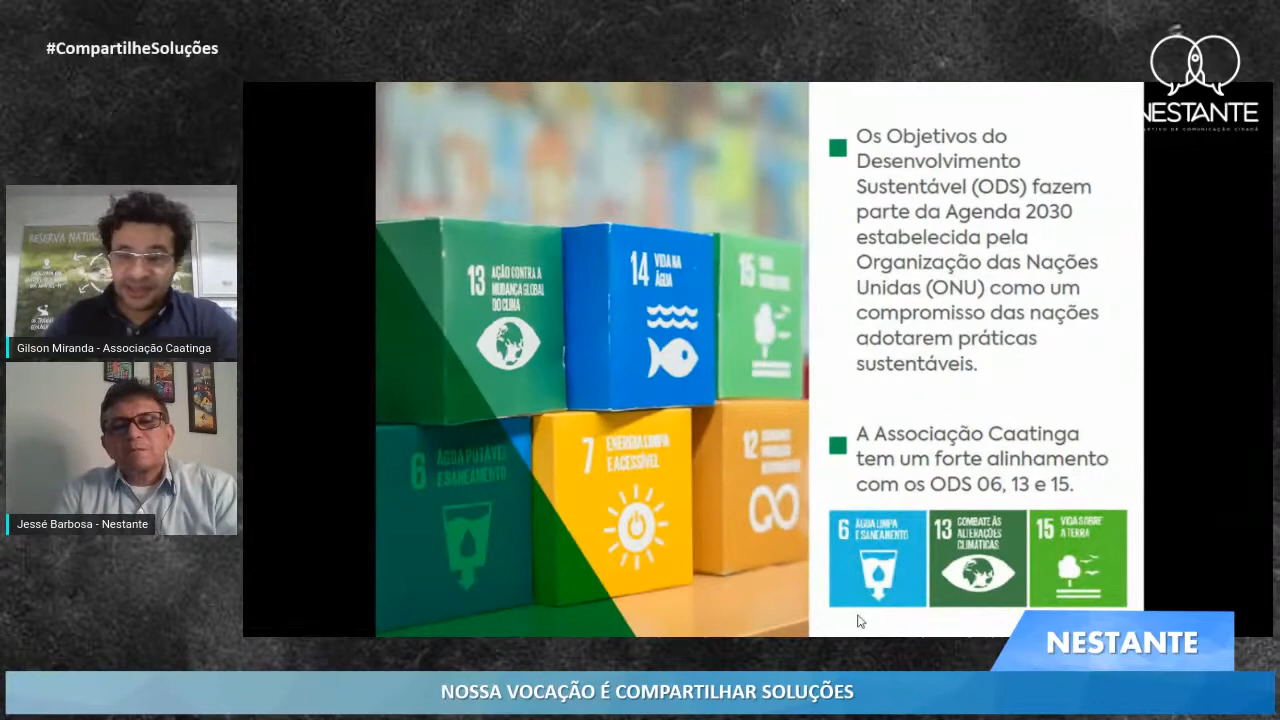 #CompartilheSoluções
NESTANTE
RESERVA NATUR
Gilson Miranda - Associação Caatinga
Jessé Barbosa - Nestante
13 AÇÃO CONTRA A
MUDANÇA GLOBAL
DO CLIMA
14 VIDA NA
ÁGUA
15
6 ÁGUA POTÁVEL
E SANEAMENTO
7 ENERGIA LIMPA
E ACESSÍVEL
12
Os Objetivos do
Desenvolvimento
Sustentável (ODS) fazem
parte da Agenda 2030
estabelecida pela
Organização das Nações
Unidas (ONU) como um
compromisso das nações
adotarem práticas
sustentáveis.
A Associação Caatinga
tem um forte alinhamento
com os ODS 06, 13 e 15.
6 ÁGUA LIMPA
E SANEAMENTO
13 COMBATE ÀS
ALTERAÇÕES
CLIMÁTICAS
15 VIDA SOBRE
A TERRA
NESTANTE
NOSSA VOCAÇÃO É COMPARTILHAR SOLUÇÕES